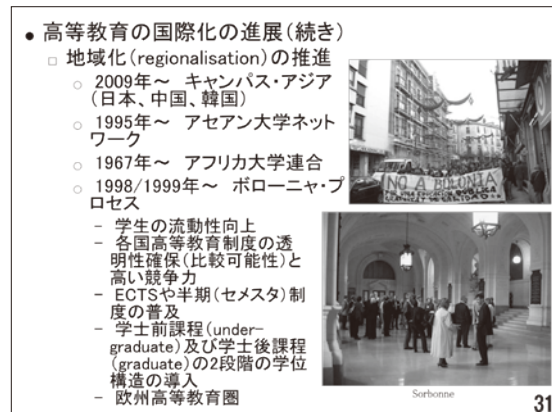 ● 高等教育の国際化の進展（続き）
□ 地域化（regionalisation）の推進
○ 2009年～ キャンパス・アジア
（日本、中国、韓国）
○ 1995年～ アセアン大学ネット
ワーク
○ 1967年～ アフリカ大学連合
○ 1998/1999年～ ボローニャ・プ
ロセス
－ 学生の流動性向上
－ 各国高等教育制度の透
明性確保（比較可能性）と
高い競争力
－ ECTSや半期（セメスタ）制
度の普及
－ 学士前課程（under-
graduate）及び学士後課程
（graduate）の2段階の学位
構造の導入
－ 欧州高等教育圏
NO A BOLONIA
POR UNA EDUCACION PUBLICA
Sorbonne
31